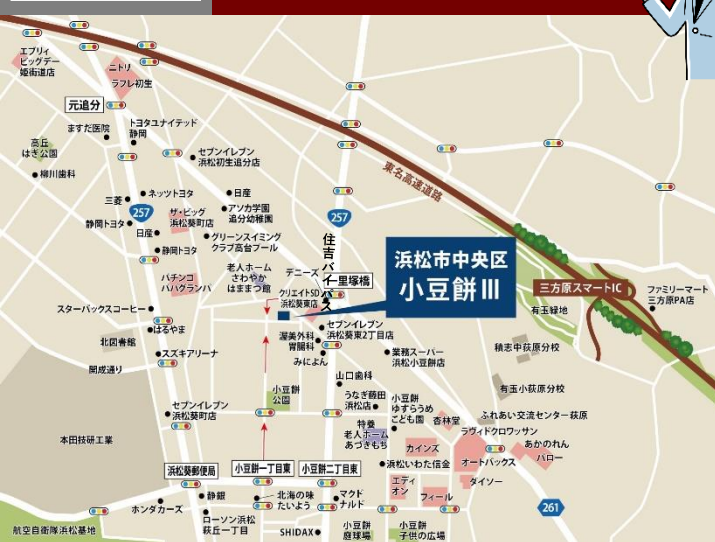 エブリィ
ビッグデー
姫街道店
ニトリ
ラフレ初生
元追分
ますだ医院
トヨタユナイテッド
静岡
高丘
はぎ公園
セブンイレブン
浜松初生追分店
柳川歯科
東名高速道路
三菱
ネッツトヨタ
日産
257
ザ・ビッグ
浜松葵町店
アソカ学園
追分幼稚園
257
静岡トヨタ
日産
グリーンスイミング
クラブ高台プール
住吉バイパス
静岡トヨタ
浜松市中央区
小豆餅Ⅲ
パチンコ
ババグランパ
老人ホーム
さわやか
はままつ館
デニーズ
一里塚橋
三方原スマートIC
ファミリーマート
三方原PA店
クリエイトSD
浜松葵東店
有玉緑地
スターバックスコーヒー
はるやま
セブンイレブン
浜松葵東2丁目店
北図書館
渥美外科
胃腸科
スズキアリーナ
みによん
業務スーパー
浜松小豆餅店
積志中荻原分校
開成通り
山口歯科
有玉小荻原分校
小豆餅
公園
うなぎ藤田
浜松店
小豆餅
ゆすらうめ
こども園
セブンイレブン
浜松葵町店
杏林堂
ふれあい交流センター荻原
特養
老人ホーム
あづきもち
ラヴィドクロワッサン
あかのれん
本田技研工業
カインズ
バロー
浜松いわた信金
オートバックス
浜松葵郵便局
小豆餅一丁目東
小豆餅二丁目東
エディ
オン
ダイソー
静銀
北海の味
たいよう
マクド
ナルド
フィール
ホンダカーズ
261
ローソン浜松
萩丘一丁目
航空自衛隊浜松基地
SHIDAX
小豆餅
庭球場
小豆餅
子供の広場